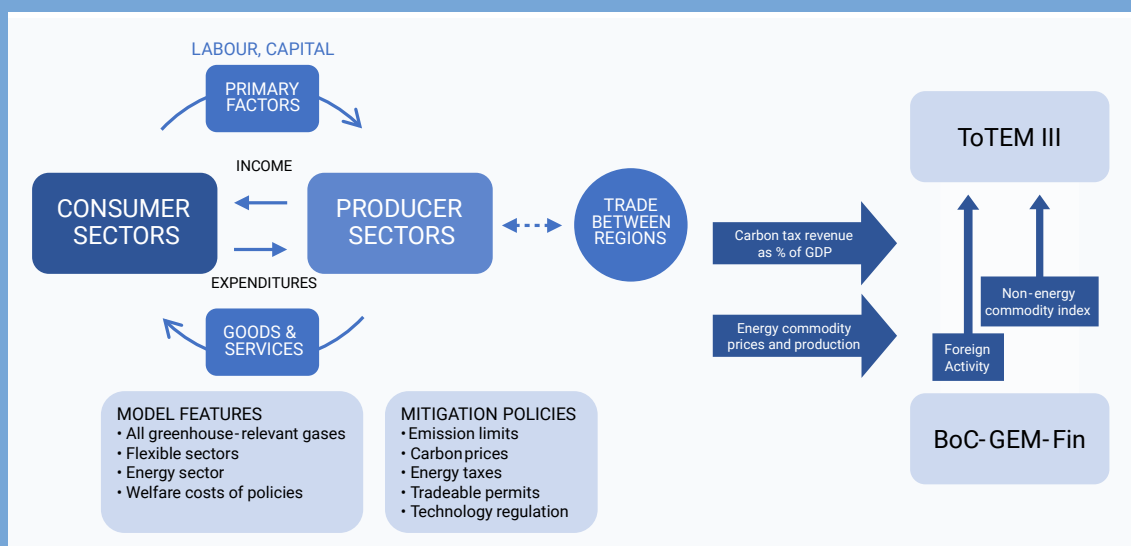 LABOUR, CAPITAL
PRIMARY
FACTORS
INCOME
CONSUMER
SECTORS
PRODUCER
SECTORS
EXPENDITURES
GOODS &
SERVICES
TRADE
BETWEEN
REGIONS
Carbon tax revenue
as % of GDP
Energy commodity
prices and production
ToTEM III
Non-energy
commodity index
Foreign
Activity
BoC-GEM-Fin
MODEL FEATURES
• All greenhouse-relevant gases
• Flexible sectors
• Energy sector
• Welfare costs of policies
MITIGATION POLICIES
• Emission limits
• Carbon prices
• Energy taxes
• Tradeable permits
• Technology regulation